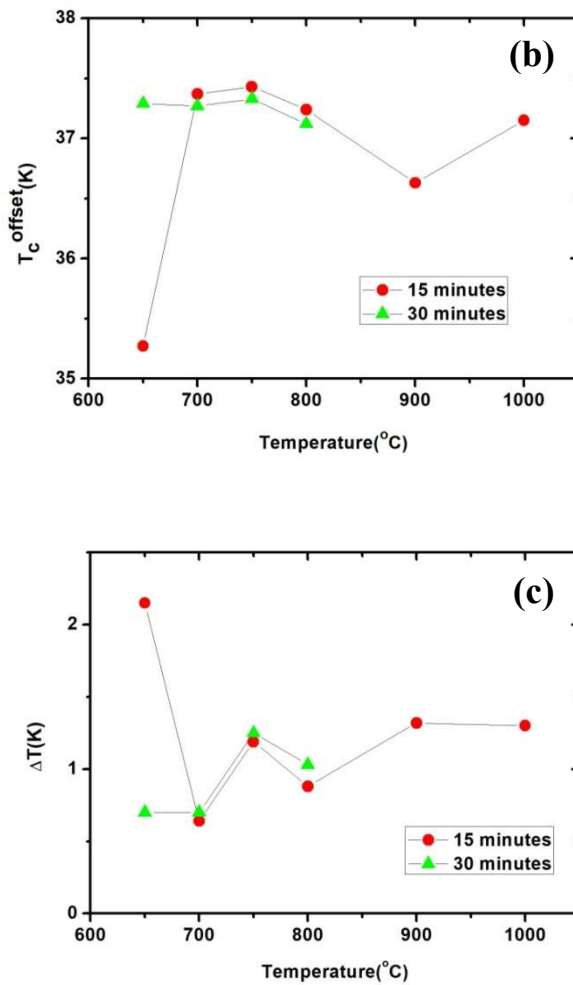 (b)
38
37
36
35
T_C^offset(K)
15 minutes
30 minutes
600 700 800 900 1000
Temperature(°C)
(c)
2
1
0
ΔT(K)
15 minutes
30 minutes
600 700 800 900 1000
Temperature(°C)